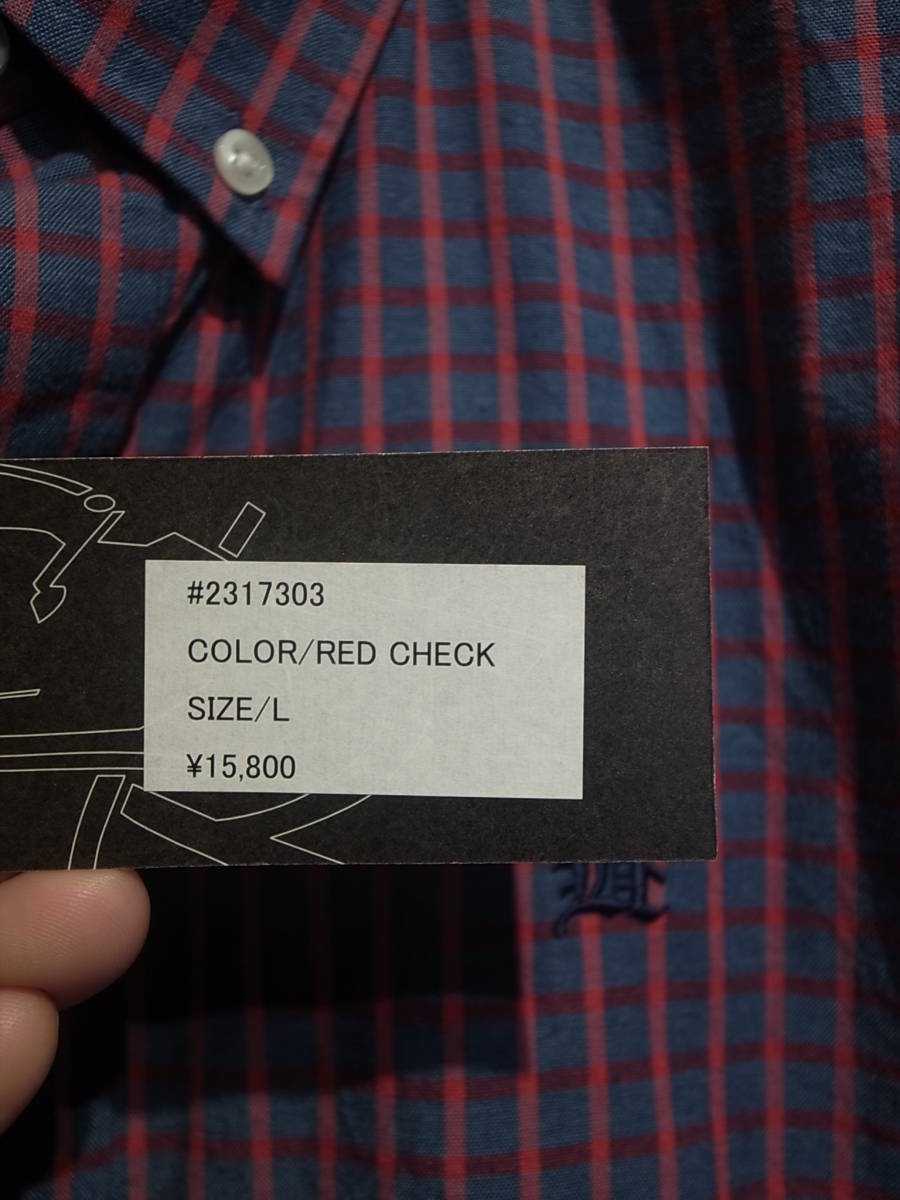 #2317303
COLOR/RED CHECK
SIZE/L
¥15,800